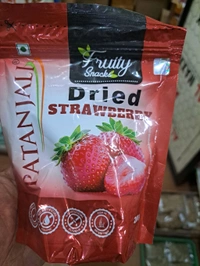 Fruity
Snacks
Dried
STRAWBERRY
PATANJALI